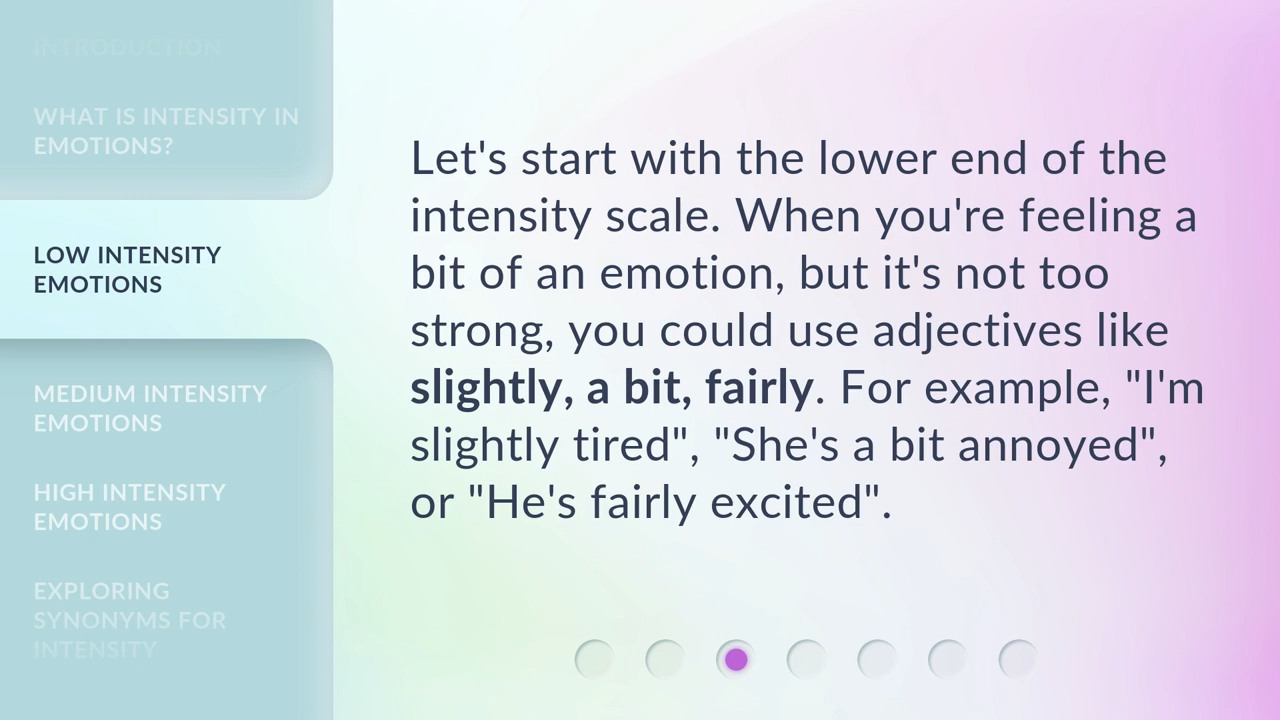 INTRODUCTION
WHAT IS INTENSITY IN
EMOTIONS?
LOW INTENSITY
EMOTIONS
MEDIUM INTENSITY
EMOTIONS
HIGH INTENSITY
EMOTIONS
EXPLORING
SYNONYMS FOR
INTENSITY
Let's start with the lower end of the
intensity scale. When you're feeling a
bit of an emotion, but it's not too
strong, you could use adjectives like
slightly, a bit, fairly. For example, "I'm
slightly tired", "She's a bit annoyed",
or "He's fairly excited".